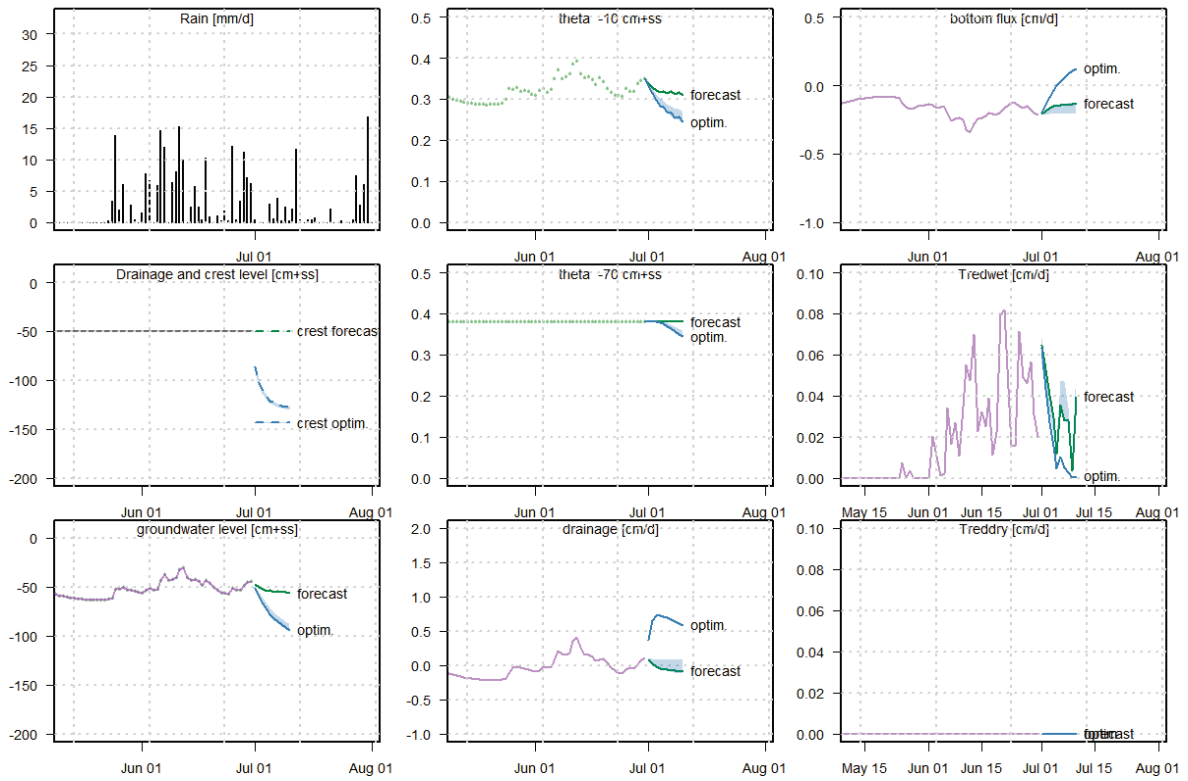 Rain [mm/d]
35
30
25
20
15
10
5
0
Jul 01
theta -10 cm+ss
0.5
0.4
0.3
0.2
0.1
0.0
forecast
optim.
Jun 01
Jul 01
Aug 01
bottom flux [cm/d]
0.5
0.0
-0.5
-1.0
optim.
forecast
Jun 01
Jul 01
Aug 01
Drainage and crest level [cm+ss]
0
-50
-100
-150
-200
crest forecast
crest optim.
Jun 01
Jul 01
Aug 01
theta -70 cm+ss
0.5
0.4
0.3
0.2
0.1
0.0
forecast
optim.
Jun 01
Jul 01
Aug 01
Tredwet [cm/d]
0.10
0.08
0.06
0.04
0.02
0.00
forecast
optim.
May 15
Jun 01
Jun 15
Jul 01
Jul 15
Aug 01
groundwater level [cm+ss]
0
-50
-100
-150
-200
forecast
optim.
Jun 01
Jul 01
Aug 01
drainage [cm/d]
2.0
1.5
1.0
0.5
0.0
-0.5
-1.0
optim.
forecast
Jun 01
Jul 01
Aug 01
Treddry [cm/d]
0.10
0.08
0.06
0.04
0.02
0.00
forecast
optim.
May 15
Jun 01
Jun 15
Jul 01
Jul 15
Aug 01